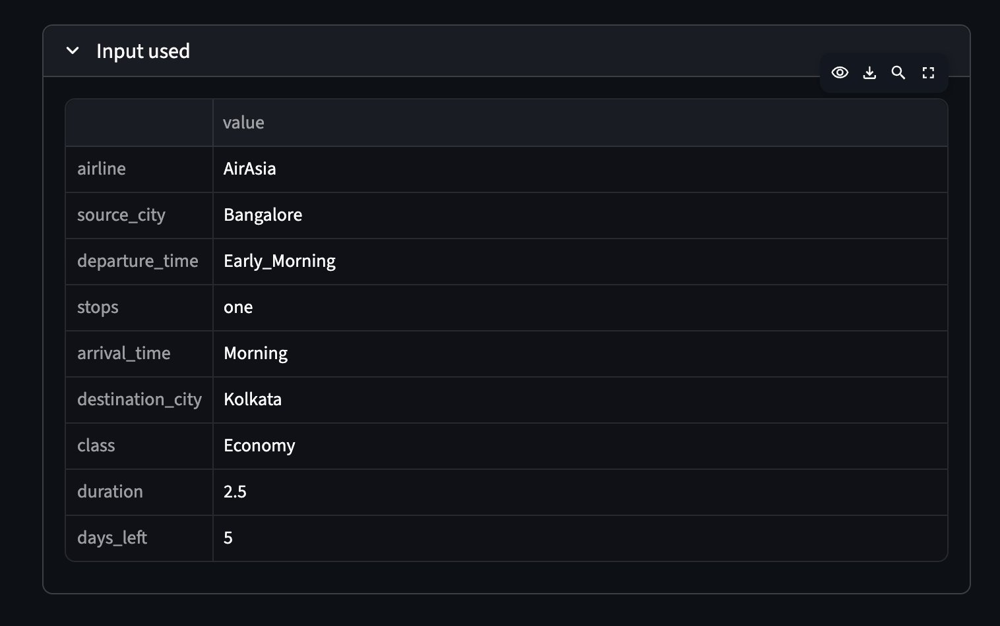 Input used
value
airline AirAsia
source_city Bangalore
departure_time Early_Morning
stops one
arrival_time Morning
destination_city Kolkata
class Economy
duration 2.5
days_left 5